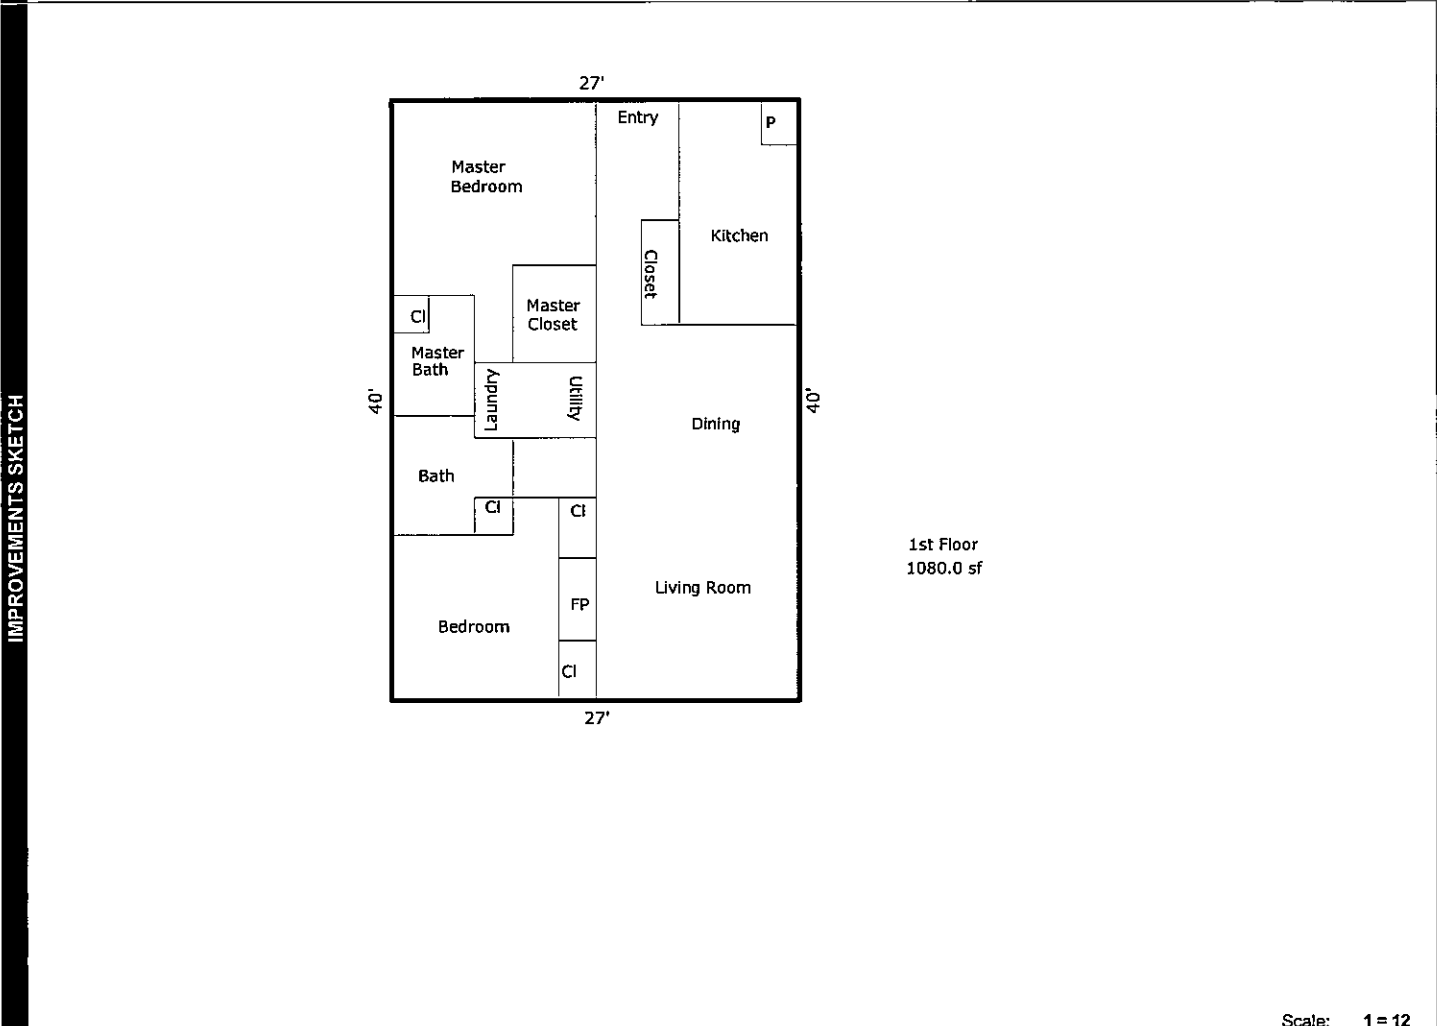 IMPROVEMENTS SKETCH
27'
Entry
P
Master
Bedroom
Kitchen
Closet
Cl
Master
Closet
Master
Bath
Laundry
Utility
40'
40'
Dining
Bath
Cl
Cl
1st Floor
1080.0 sf
Living Room
FP
Bedroom
Cl
27'
Scale: 1 = 12